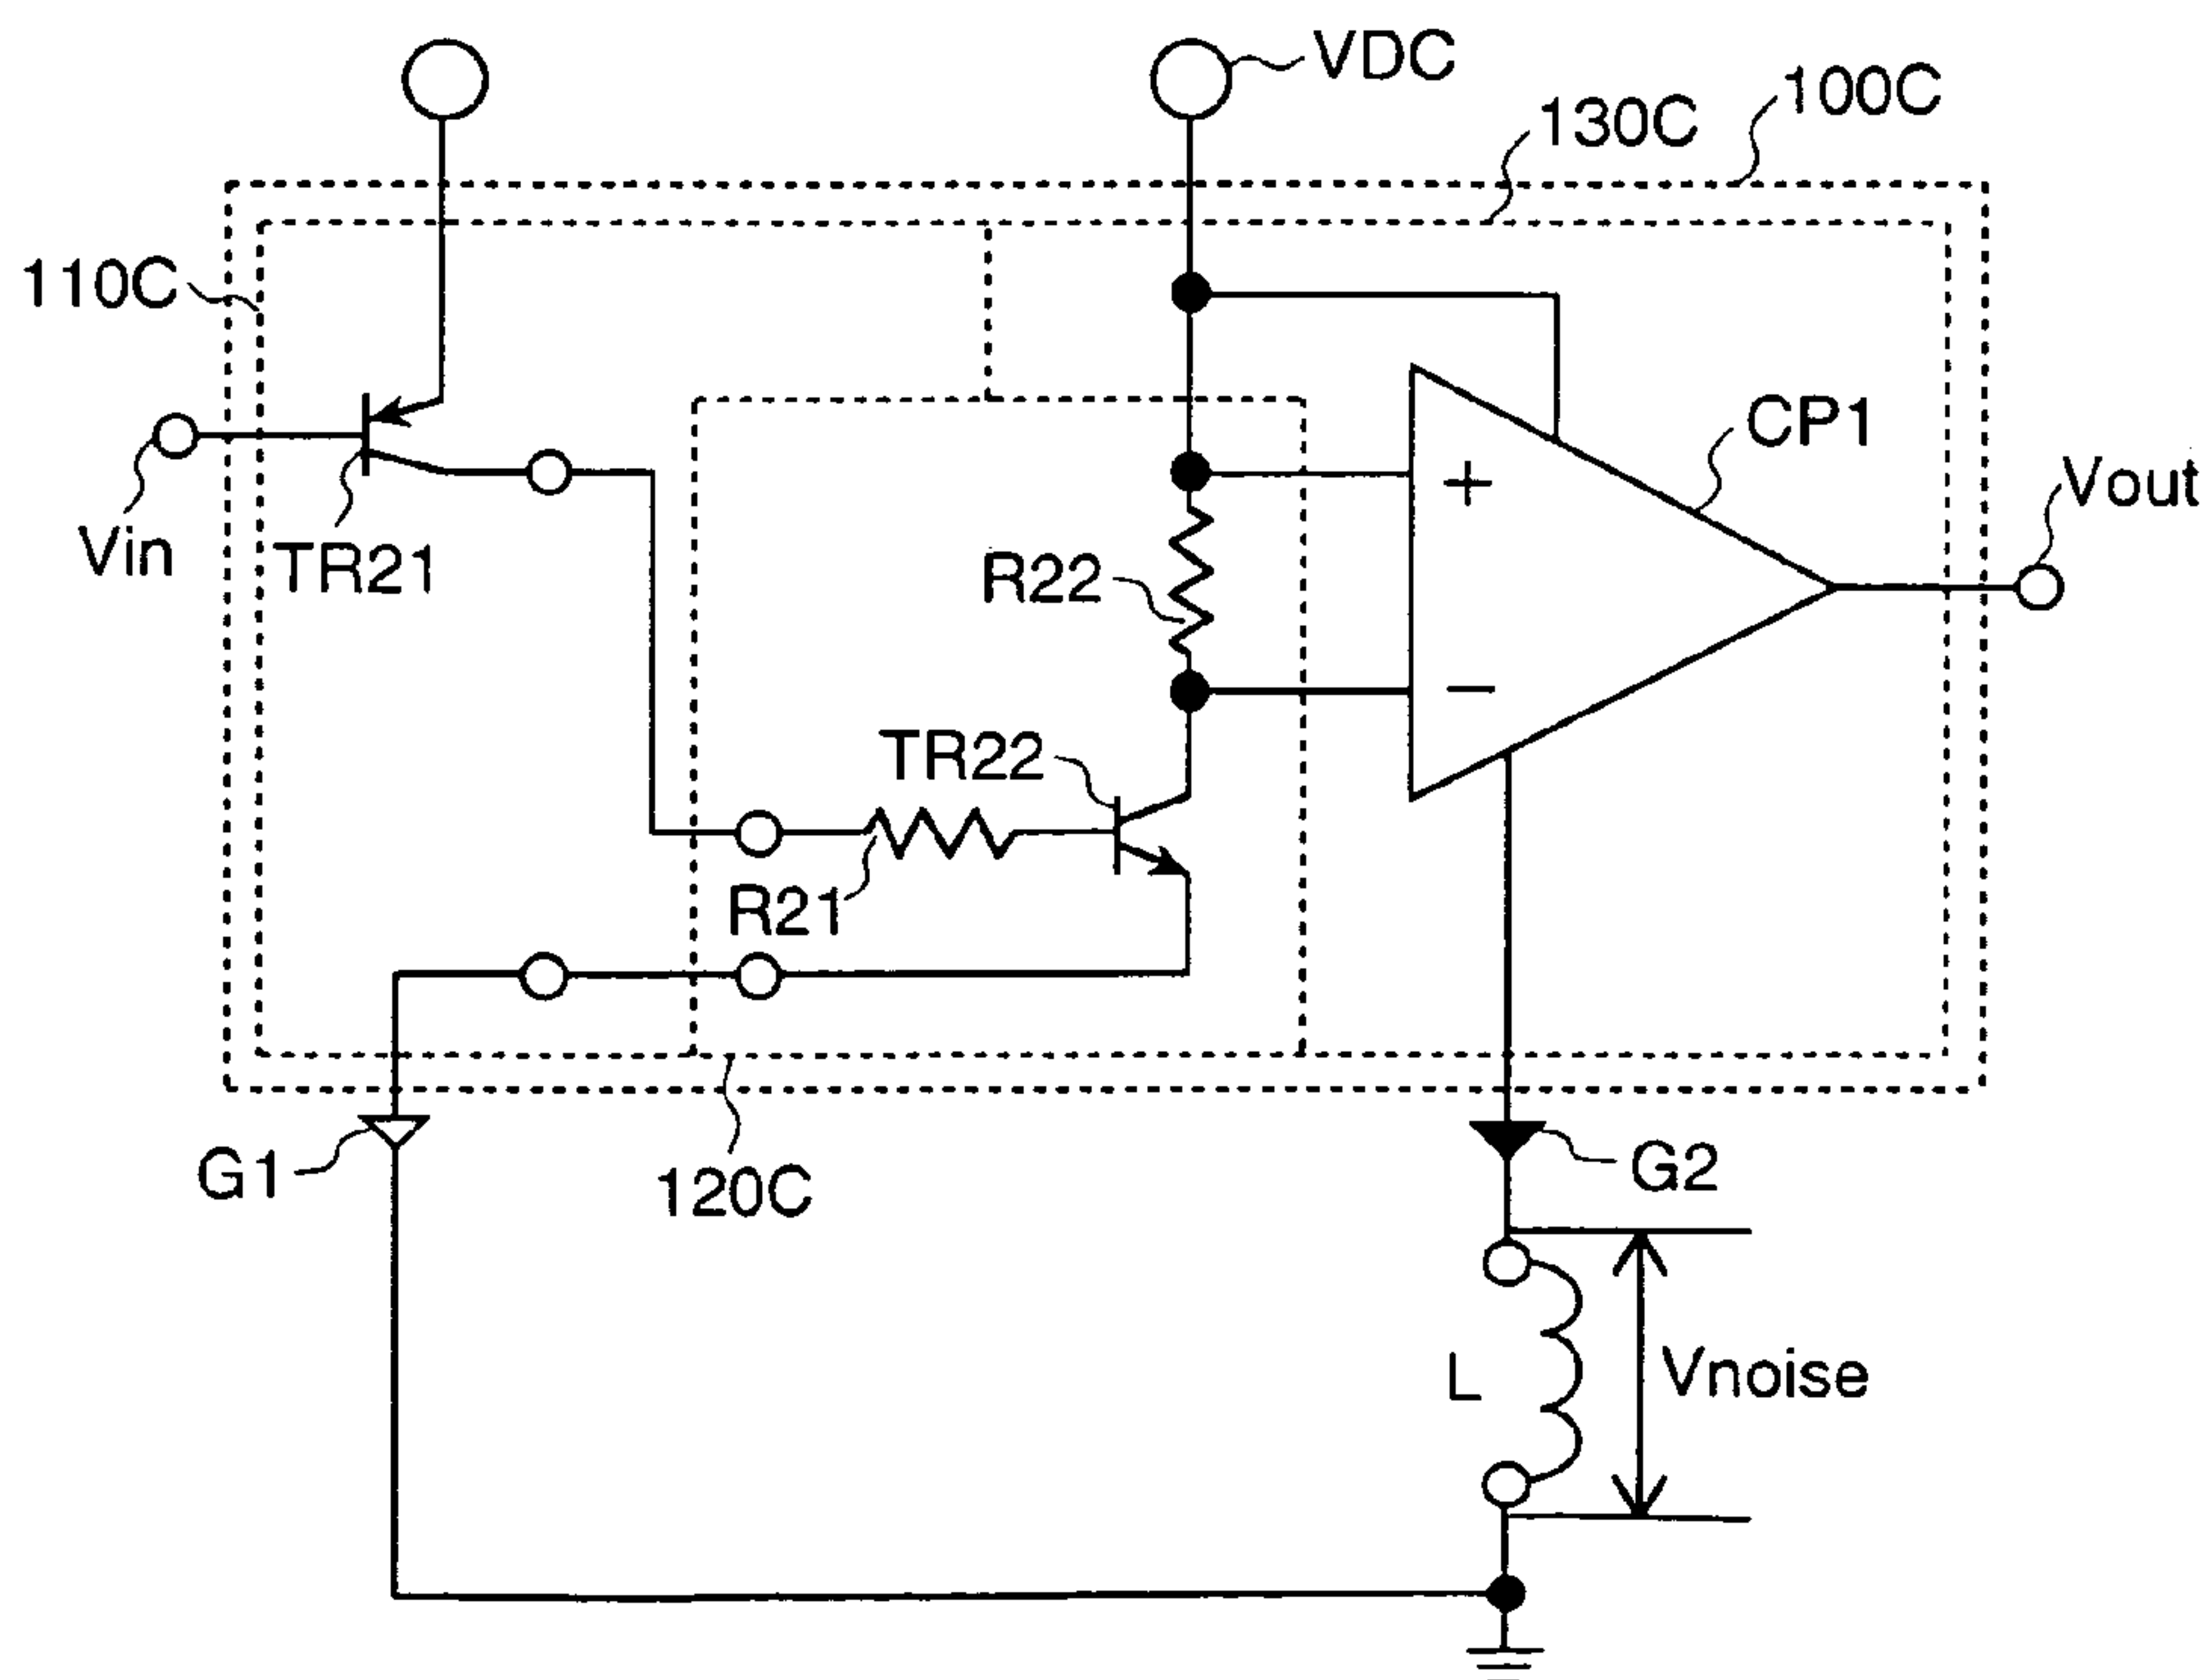 VDC
100C
130C
110C
CP1
+
Vout
Vin
TR21
R22
−
TR22
R21
G1
120C
G2
L
Vnoise